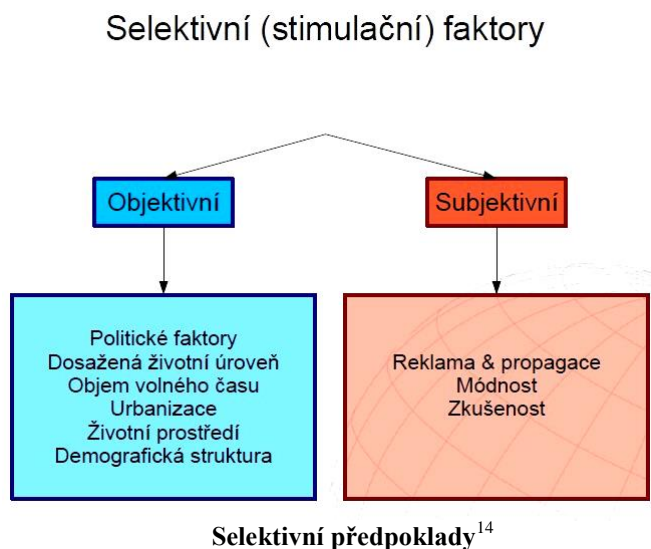 Selektivní (stimulační) faktory
Objektivní
Subjektivní
Politické faktory
Dosažená životní úroveň
Objem volného času
Urbanizace
Životní prostředí
Demografická struktura
Reklama & propagace
Módnost
Zkušenost
Selektivní předpoklady14